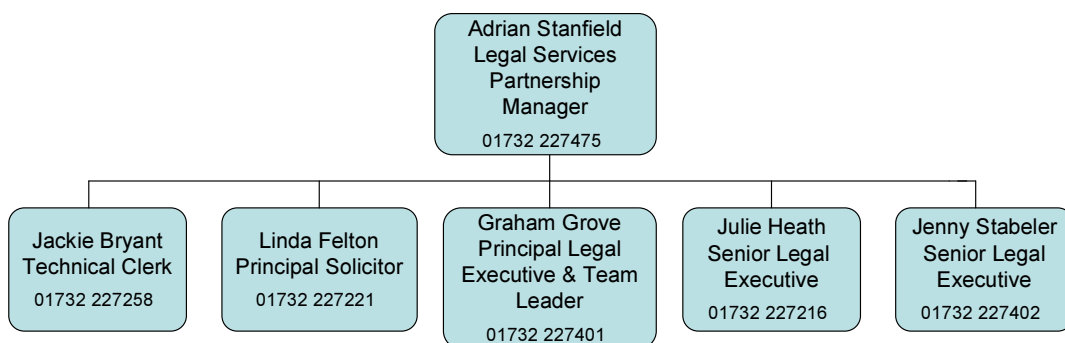 Adrian Stanfield
Legal Services
Partnership
Manager
01732 227475
Jackie Bryant
Technical Clerk
01732 227258
Linda Felton
Principal Solicitor
01732 227221
Graham Grove
Principal Legal
Executive & Team
Leader
01732 227401
Julie Heath
Senior Legal
Executive
01732 227216
Jenny Stabeler
Senior Legal
Executive
01732 227402